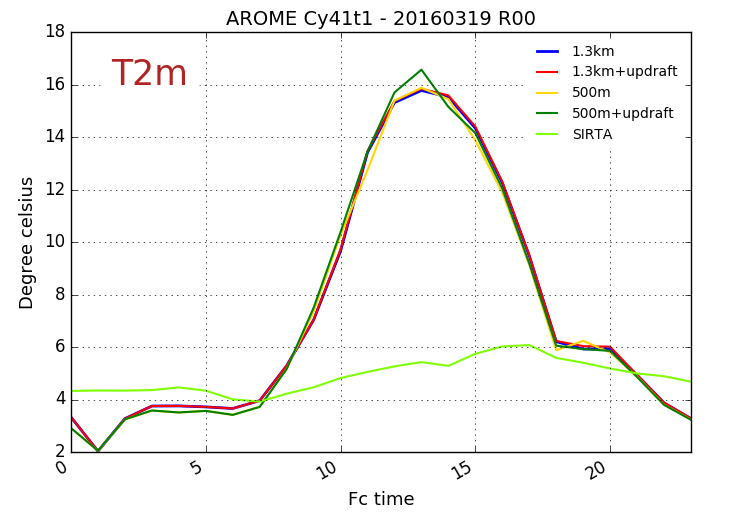 AROME Cy41t1 - 20160319 R00
T2m
1.3km
1.3km+updraft
500m
500m+updraft
SIRTA
Degree celsius
18
16
14
12
10
8
6
4
2
0 5 10 15 20
Fc time